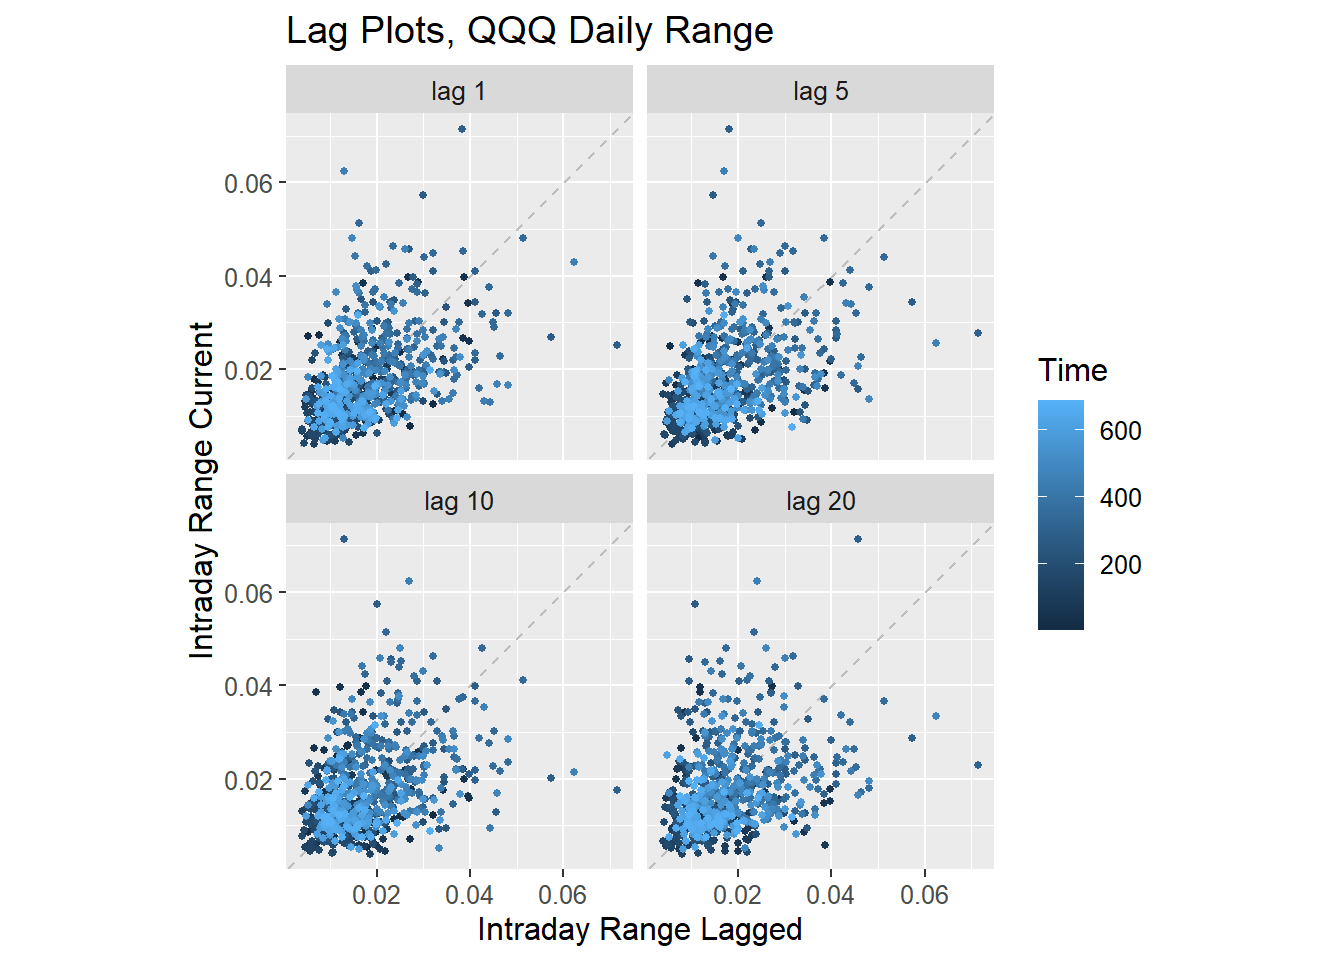 Lag Plots, QQQ Daily Range
lag 1
lag 5
0.06
0.04
0.02
lag 10
lag 20
0.06
0.04
0.02
0.02 0.04 0.06
0.02 0.04 0.06
Intraday Range Lagged
Intraday Range Current
Time
600
400
200